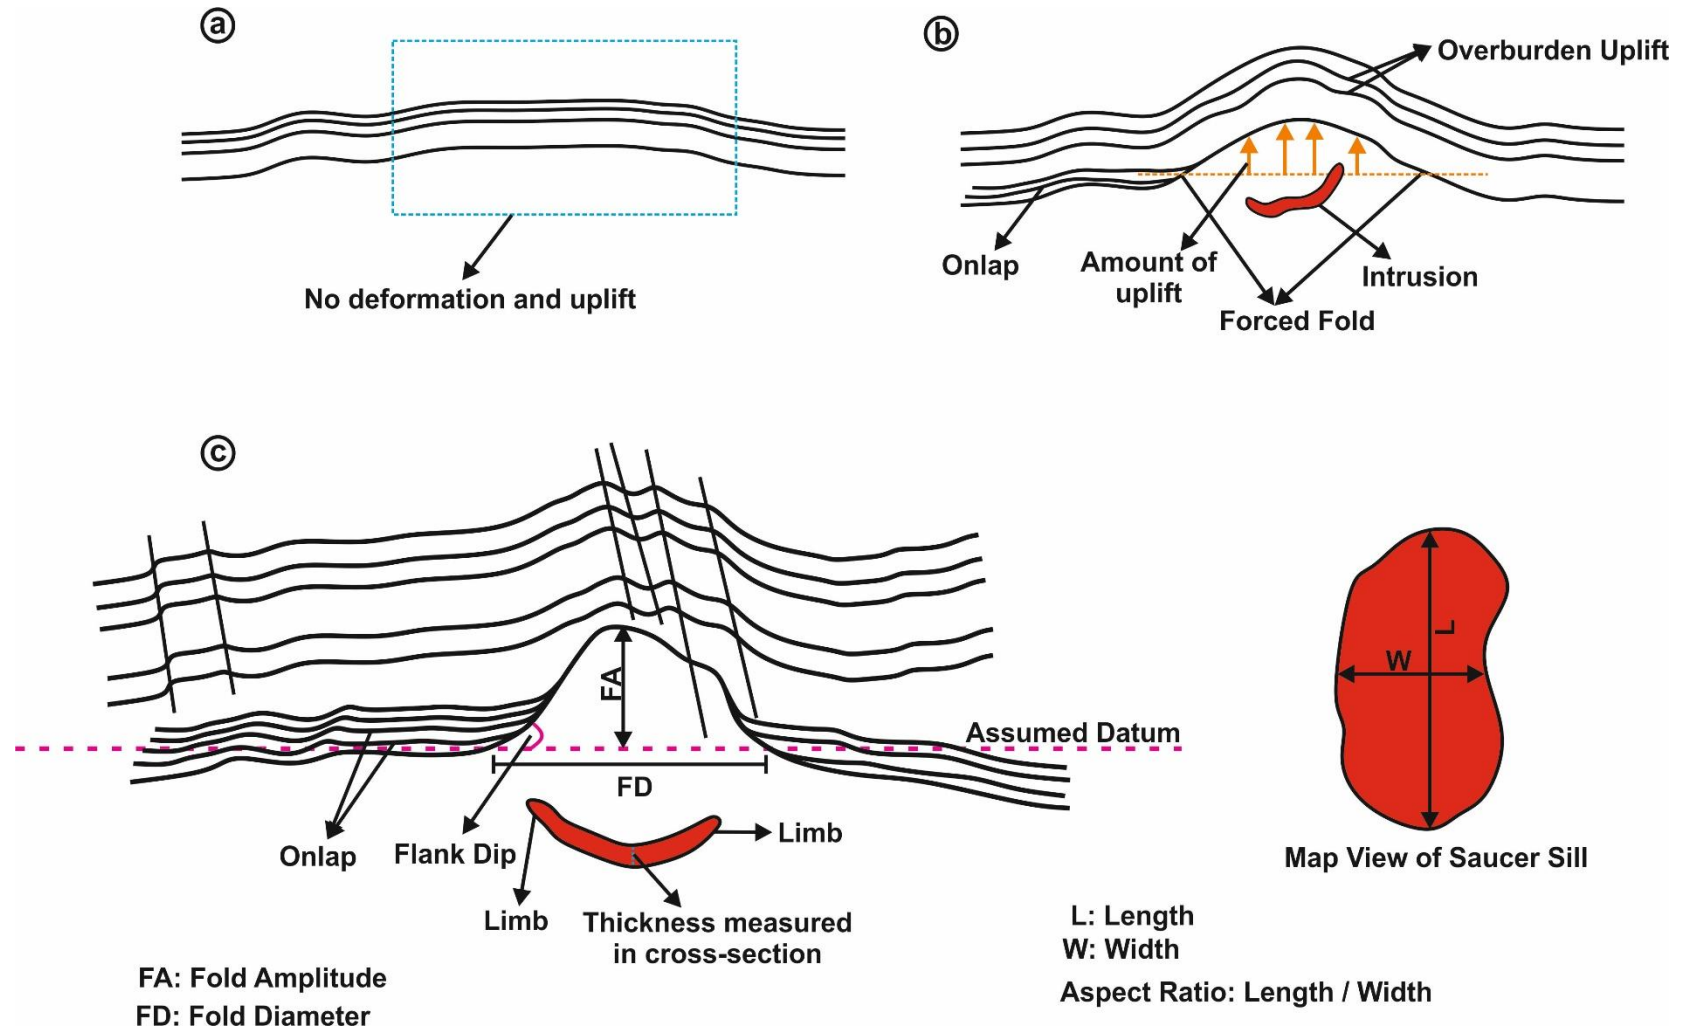 a
No deformation and uplift
b
Overburden Uplift
Onlap
Amount of
uplift
Intrusion
Forced Fold
c
FA
Assumed Datum
FD
Onlap
Flank Dip
Limb
Limb
Thickness measured
in cross-section
FA: Fold Amplitude
FD: Fold Diameter
L
W
Map View of Saucer Sill
L: Length
W: Width
Aspect Ratio: Length / Width